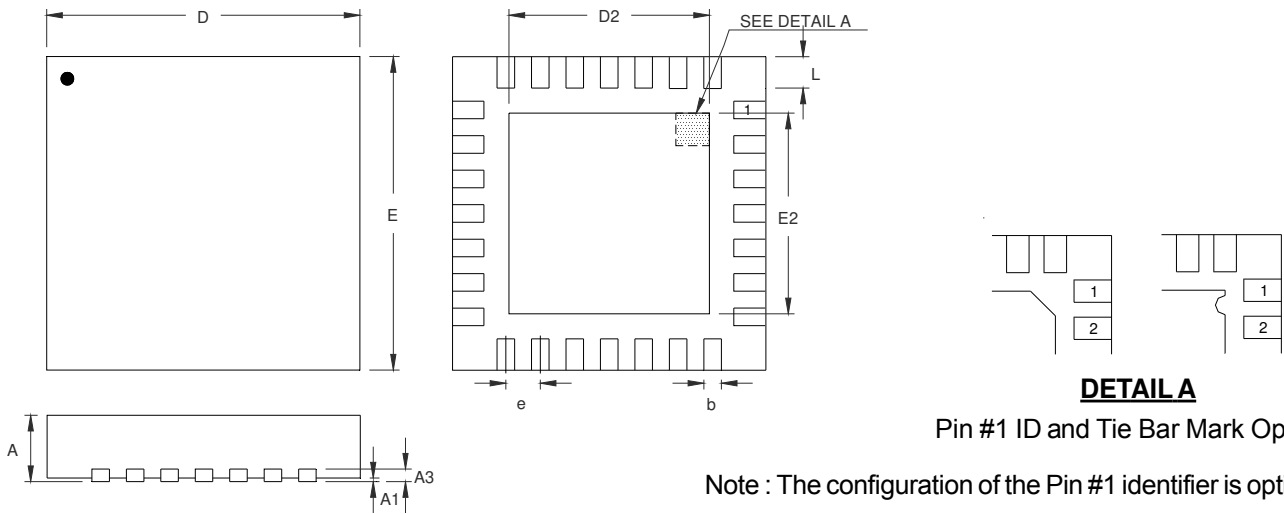 D
D2
SEE DETAIL A
L
1
E
E2
e
b
A
A3
A1
1
2
1
2
DETAIL A
Pin #1 ID and Tie Bar Mark Op
Note : The configuration of the Pin #1 identifier is opt